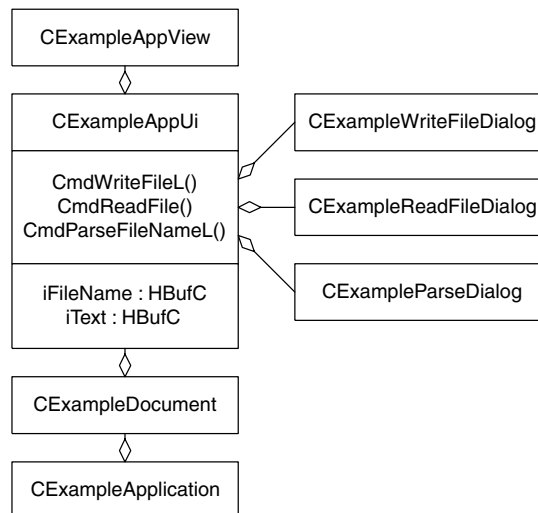 CExampleAppView
CExampleAppUi
CmdWriteFileL()
CmdReadFile()
CmdParseFileNameL()
iFileName : HBufC
iText : HBufC
CExampleDocument
CExampleApplication
CExampleWriteFileDialog
CExampleReadFileDialog
CExampleParseDialog